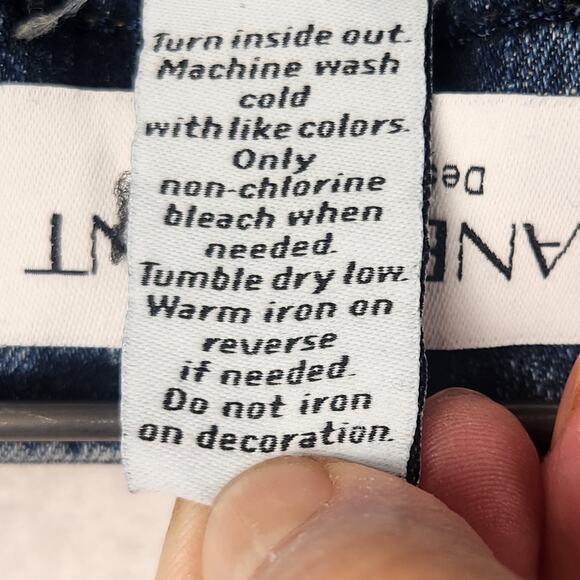 Turn inside out.
Machine wash
cold
with like colors.
Only
non-chlorine
bleach when
needed.
Tumble dry low.
Warm iron on
reverse
if needed.
Do not iron
on decoration.